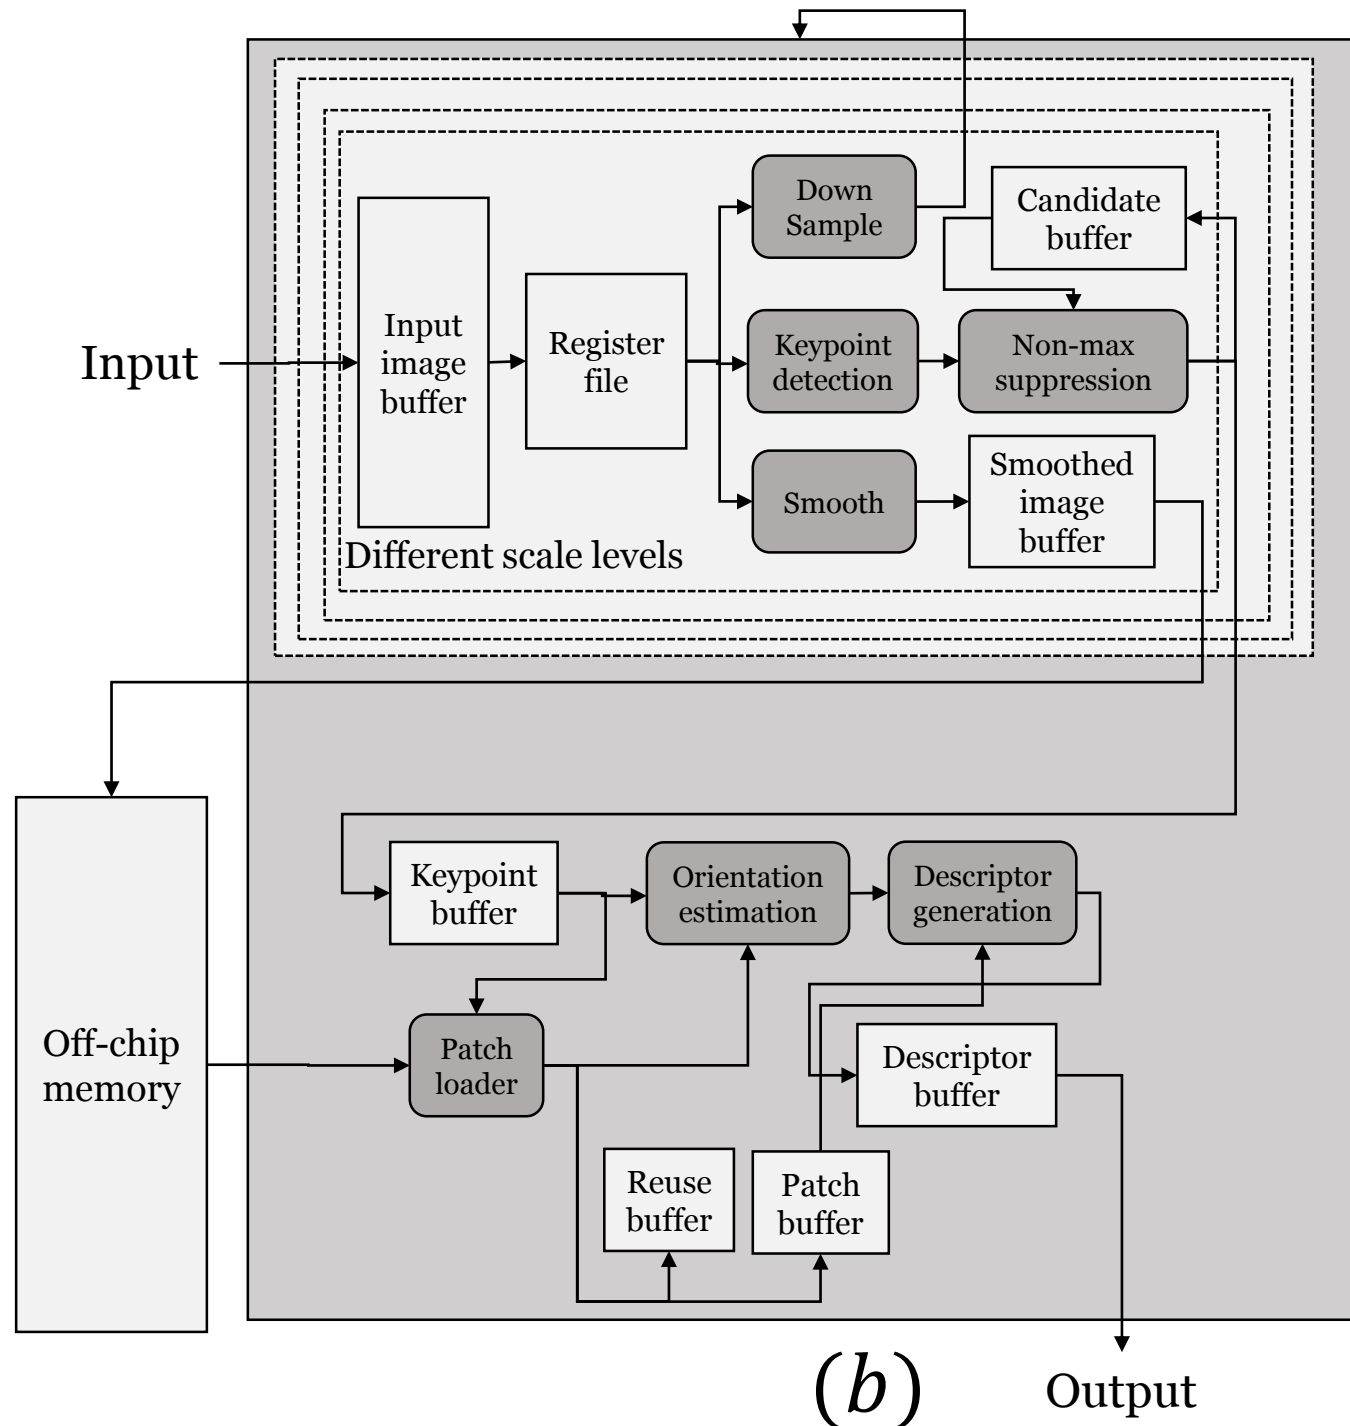 Down
Sample
Candidate
buffer
Input
Input
image
buffer
Register
file
Keypoint
detection
Non-max
suppression
Smooth
Smoothed
image
buffer
Different scale levels
Keypoint
buffer
Orientation
estimation
Descriptor
generation
Off-chip
memory
Patch
loader
Descriptor
buffer
Reuse
buffer
Patch
buffer
(b)
Output